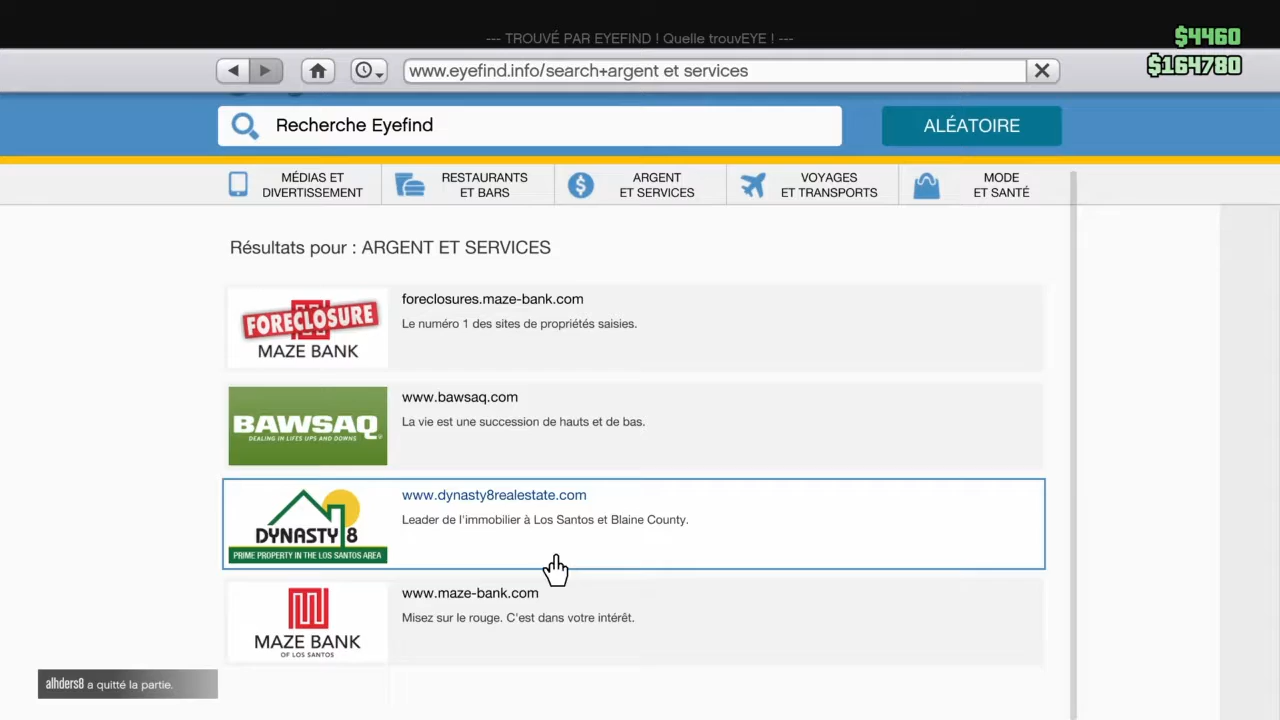 --- TROUVÉ PAR EYEFIND ! Quelle trouvEYE ! ---
$4460
$164780
www.eyefind.info/search+argent et services
Recherche Eyefind
ALÉATOIRE
MÉDIAS ET
DIVERTISSEMENT
RESTAURANTS
ET BARS
ARGENT
ET SERVICES
VOYAGES
ET TRANSPORTS
MODE
ET SANTÉ
Résultats pour : ARGENT ET SERVICES
FORECLOSURE
MAZE BANK
foreclosures.maze-bank.com
Le numéro 1 des sites de propriétés saisies.
BAWSAQ
DEALING IN LIFES UPS AND DOWNS
www.bawsaq.com
La vie est une succession de hauts et de bas.
DYNASTY 8
PRIME PROPERTY IN THE LOS SANTOS AREA
www.dynasty8realestate.com
Leader de l'immobilier à Los Santos et Blaine County.
MAZE BANK
OF LOS SANTOS
www.maze-bank.com
Misez sur le rouge. C'est dans votre intérêt.
alhders8 a quitté la partie.